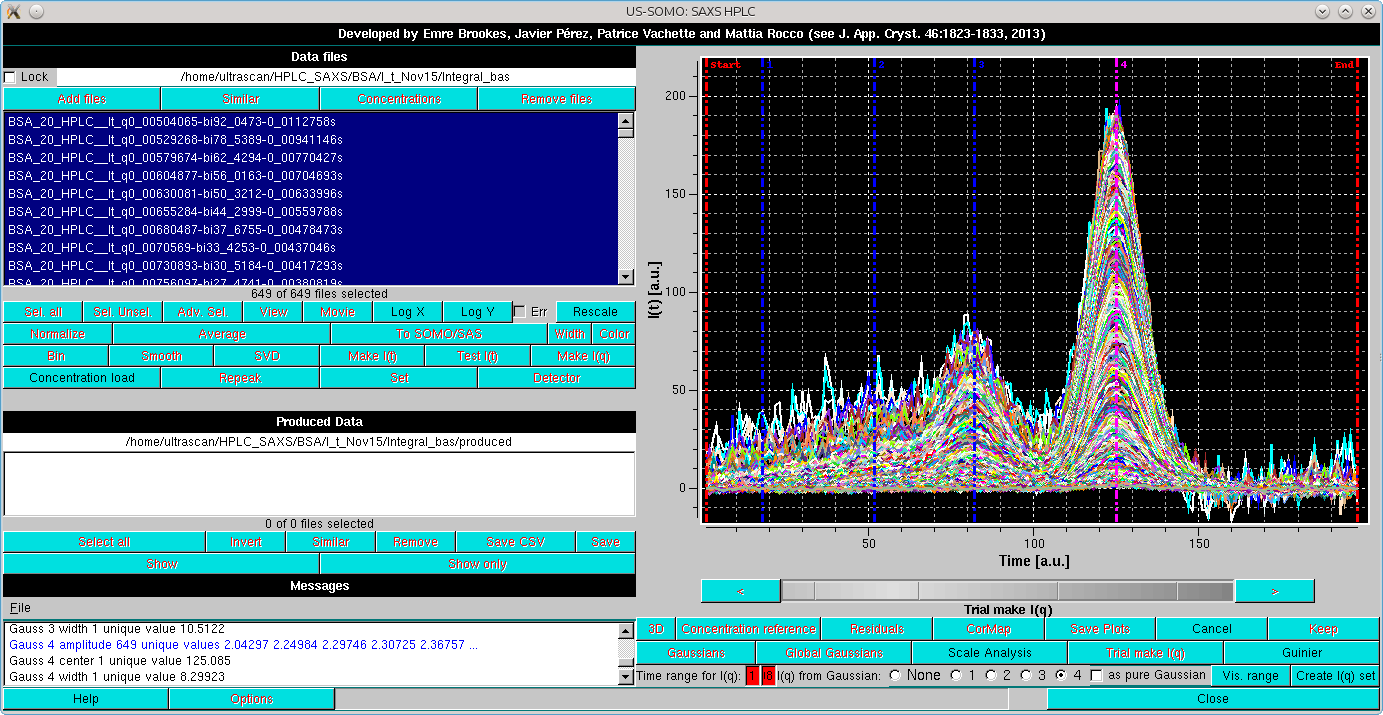 US-SOMO: SAXS HPLC
Developed by Emre Brookes, Javier Pérez, Patrice Vachette and Mattia Rocco (see J. App. Cryst. 46:1823-1833, 2013)
Data files
Lock /home/ultrascan/HPLC_SAXS/BSA/I_t_Nov15/Integral_bas
Add files Similar Concentrations Remove files
BSA_20_HPLC__It_q0_00504065-bi92_0473-0_0112758s
BSA_20_HPLC__It_q0_00529268-bi78_5389-0_00941146s
BSA_20_HPLC__It_q0_00579674-bi62_4294-0_00770427s
BSA_20_HPLC__It_q0_00604877-bi56_0163-0_00704693s
BSA_20_HPLC__It_q0_00630081-bi50_3212-0_00633996s
BSA_20_HPLC__It_q0_00655284-bi44_2999-0_00559788s
BSA_20_HPLC__It_q0_00680487-bi37_6755-0_00478473s
BSA_20_HPLC__It_q0_0070569-bi33_4253-0_00437046s
BSA_20_HPLC__It_q0_00730893-bi30_5184-0_00417293s
BSA_20_HPLC__It_q0_00756097-bi27_4741-0_00380819s
649 of 649 files selected
Sel. all Sel. Unsel. Adv. Sel. View Movie Log X Log Y Err Rescale
Normalize Average To SOMO/SAS Width Color
Bin Smooth SVD Make I(t) Test I(t) Make I(q)
Concentration load Repeak Set Detector
Produced Data
/home/ultrascan/HPLC_SAXS/BSA/I_t_Nov15/Integral_bas/produced
0 of 0 files selected
Select all Invert Similar Remove Save CSV Save
Show Show only
Messages
File
Gauss 3 width 1 unique value 10.5122
Gauss 4 amplitude 649 unique values 2.04297 2.24984 2.29746 2.30725 2.36757 ...
Gauss 4 center 1 unique value 125.085
Gauss 4 width 1 unique value 8.29923
Help Options
Start 1 2 3 4 End
200
150
100
50
0
I(t) [a.u.]
50 100 150
Time [a.u.]
< >
Trial make I(q)
3D Concentration reference Residuals CorMap Save Plots Cancel Keep
Gaussians Global Gaussians Scale Analysis Trial make I(q) Guinier
Time range for I(q): 1 I(q) from Gaussian: None 1 2 3 4 as pure Gaussian Vis. range Create I(q) set
Close